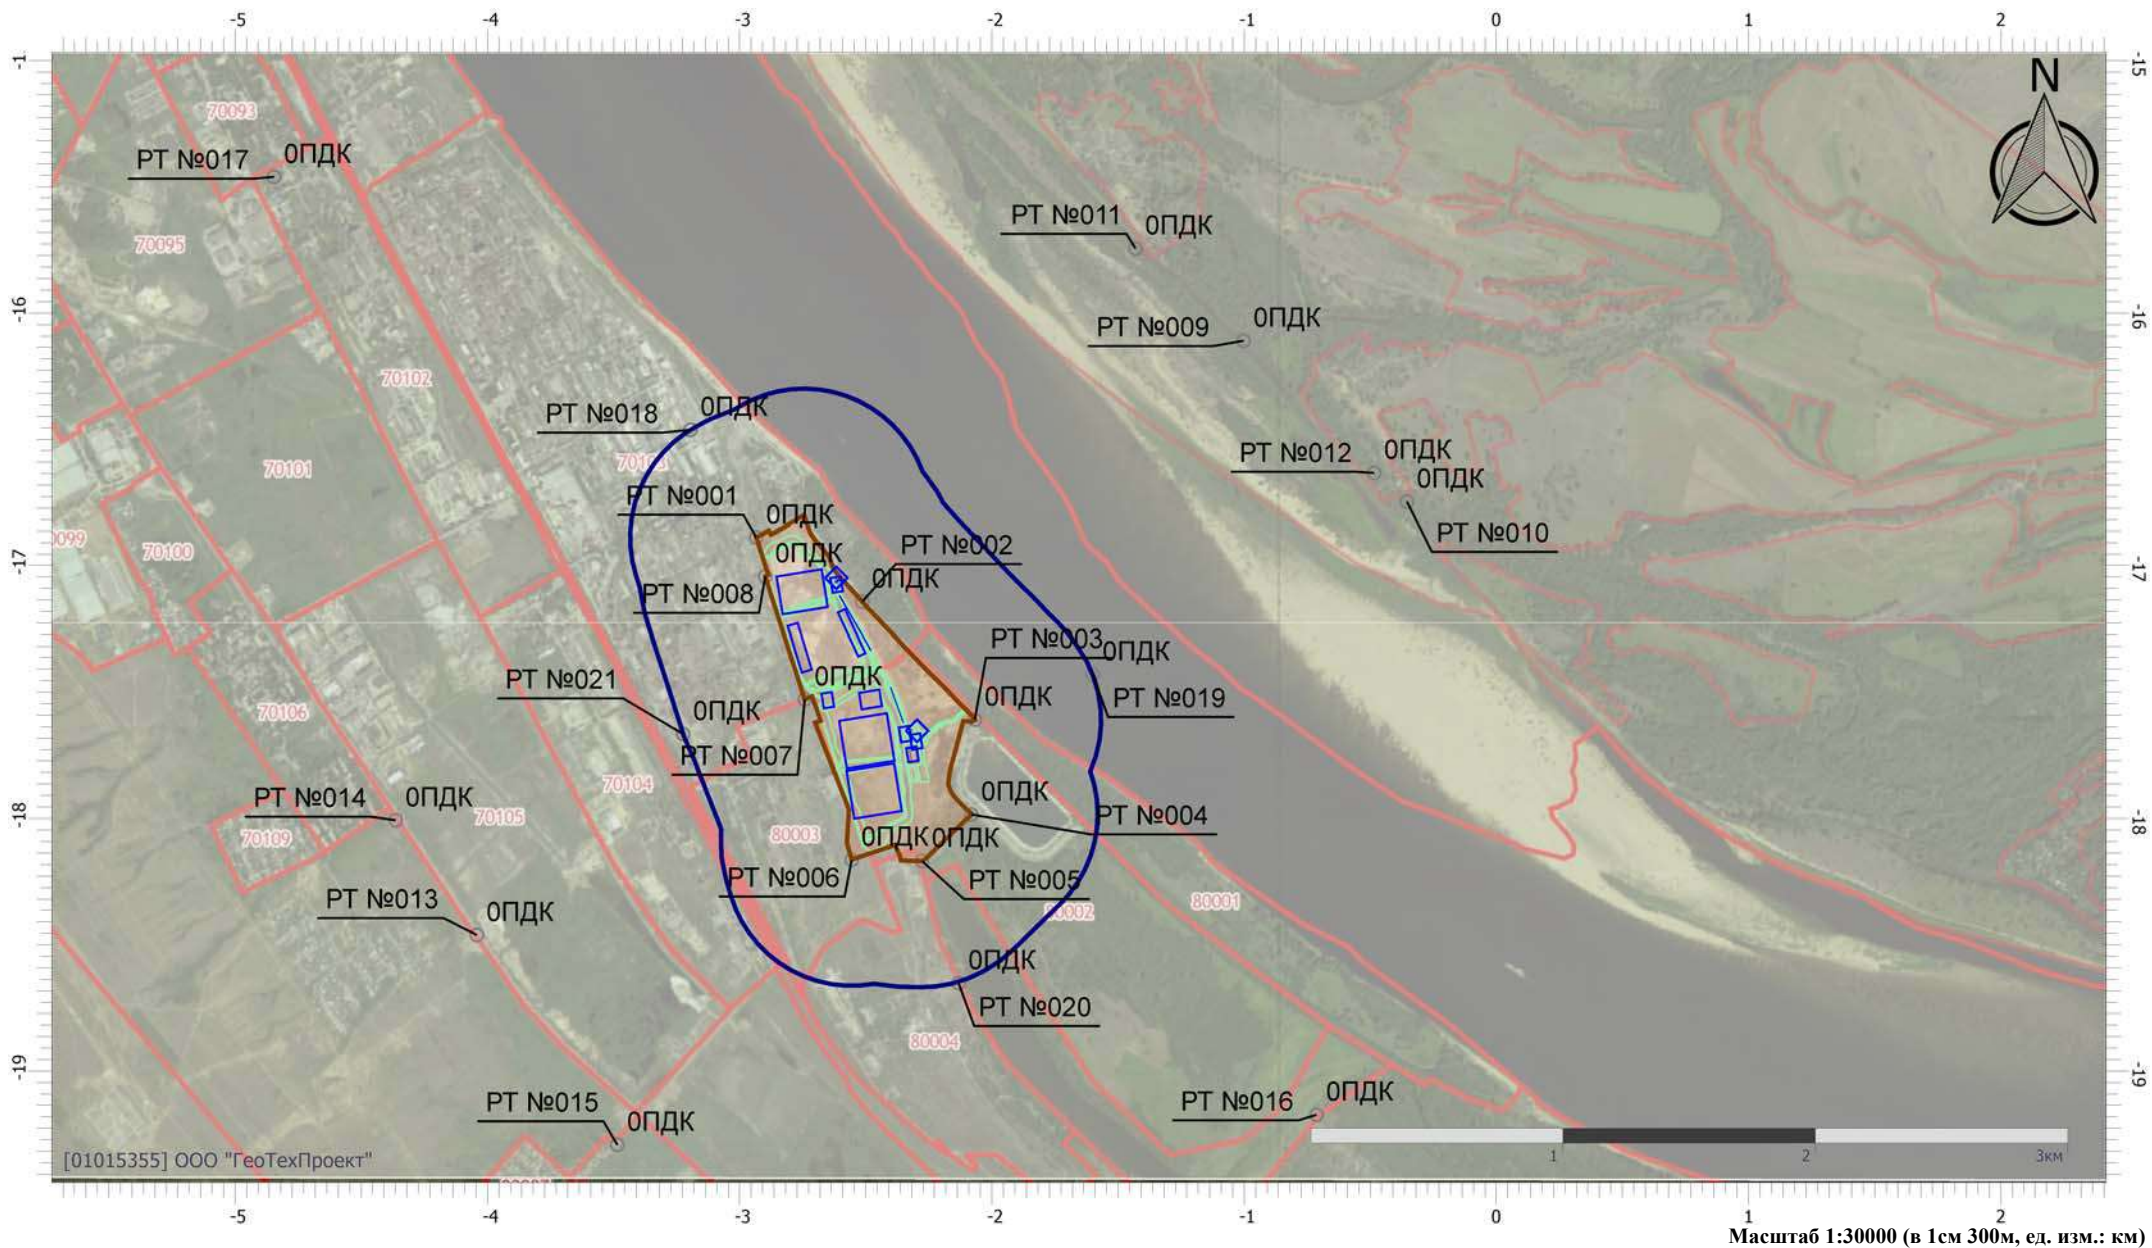 -5 -4 -3 -2 -1 0 1 2
-1
-15
N
70093
РТ №017
0ПДК
70095
РТ №011
0ПДК
-16
-16
РТ №009
0ПДК
70102
РТ №018
0ПДК
70101
70103
РТ №012
0ПДК
0ПДК
РТ №001
0ПДК
РТ №010
70100
0ПДК
РТ №002
-17
-17
0ПДК
РТ №008
РТ №003
0ПДК
РТ №021
0ПДК
0ПДК
РТ №019
70106
0ПДК
РТ №007
70104
РТ №014
0ПДК
0ПДК
70105
-18
-18
РТ №004
70109
80003
0ПДК
0ПДК
РТ №006
РТ №005
РТ №013
0ПДК
80002
80001
0ПДК
РТ №020
80004
-19
-19
РТ №015
0ПДК
РТ №016
0ПДК
[01015355] ООО "ГеоТехПроект"
1 2 3км
-5 -4 -3 -2 -1 0 1 2
Масштаб 1:30000 (в 1см 300м, ед. изм.: км)